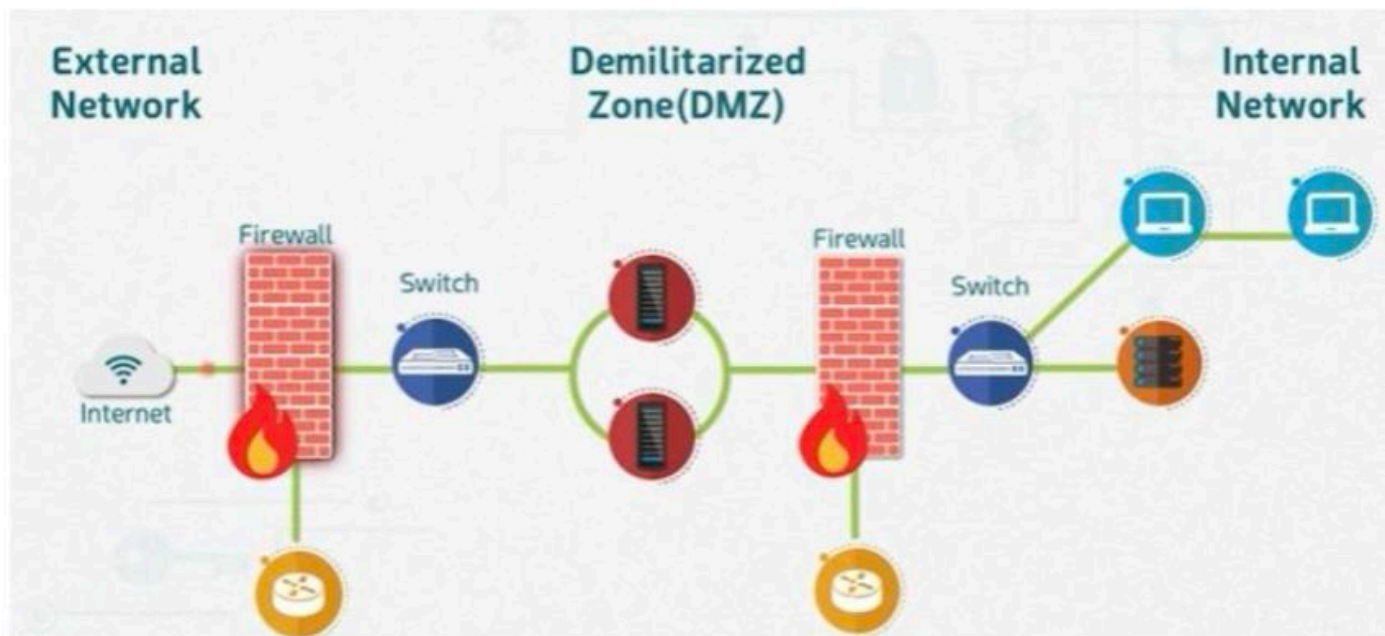 External
Network
Demilitarized
Zone(DMZ)
Internal
Network
Firewall
Switch
Internet
Firewall
Switch